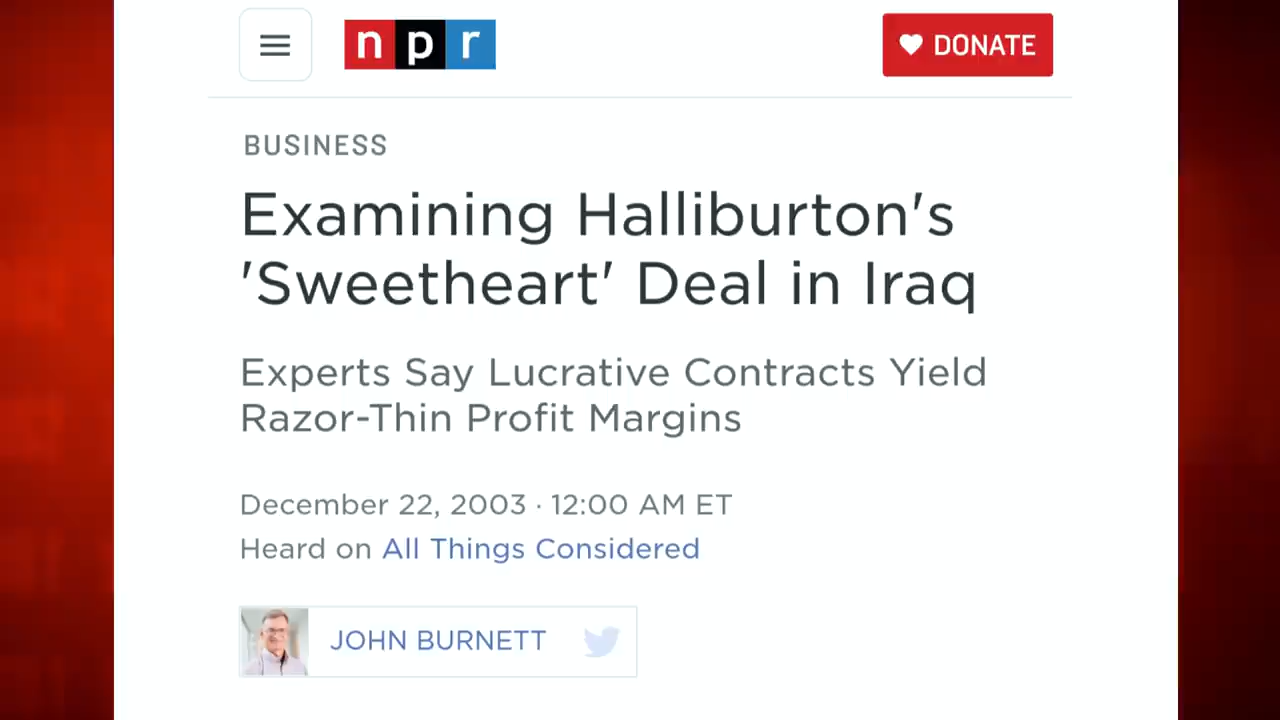 npr
DONATE
BUSINESS
Examining Halliburton's
'Sweetheart' Deal in Iraq
Experts Say Lucrative Contracts Yield
Razor-Thin Profit Margins
December 22, 2003 · 12:00 AM ET
Heard on All Things Considered
JOHN BURNETT